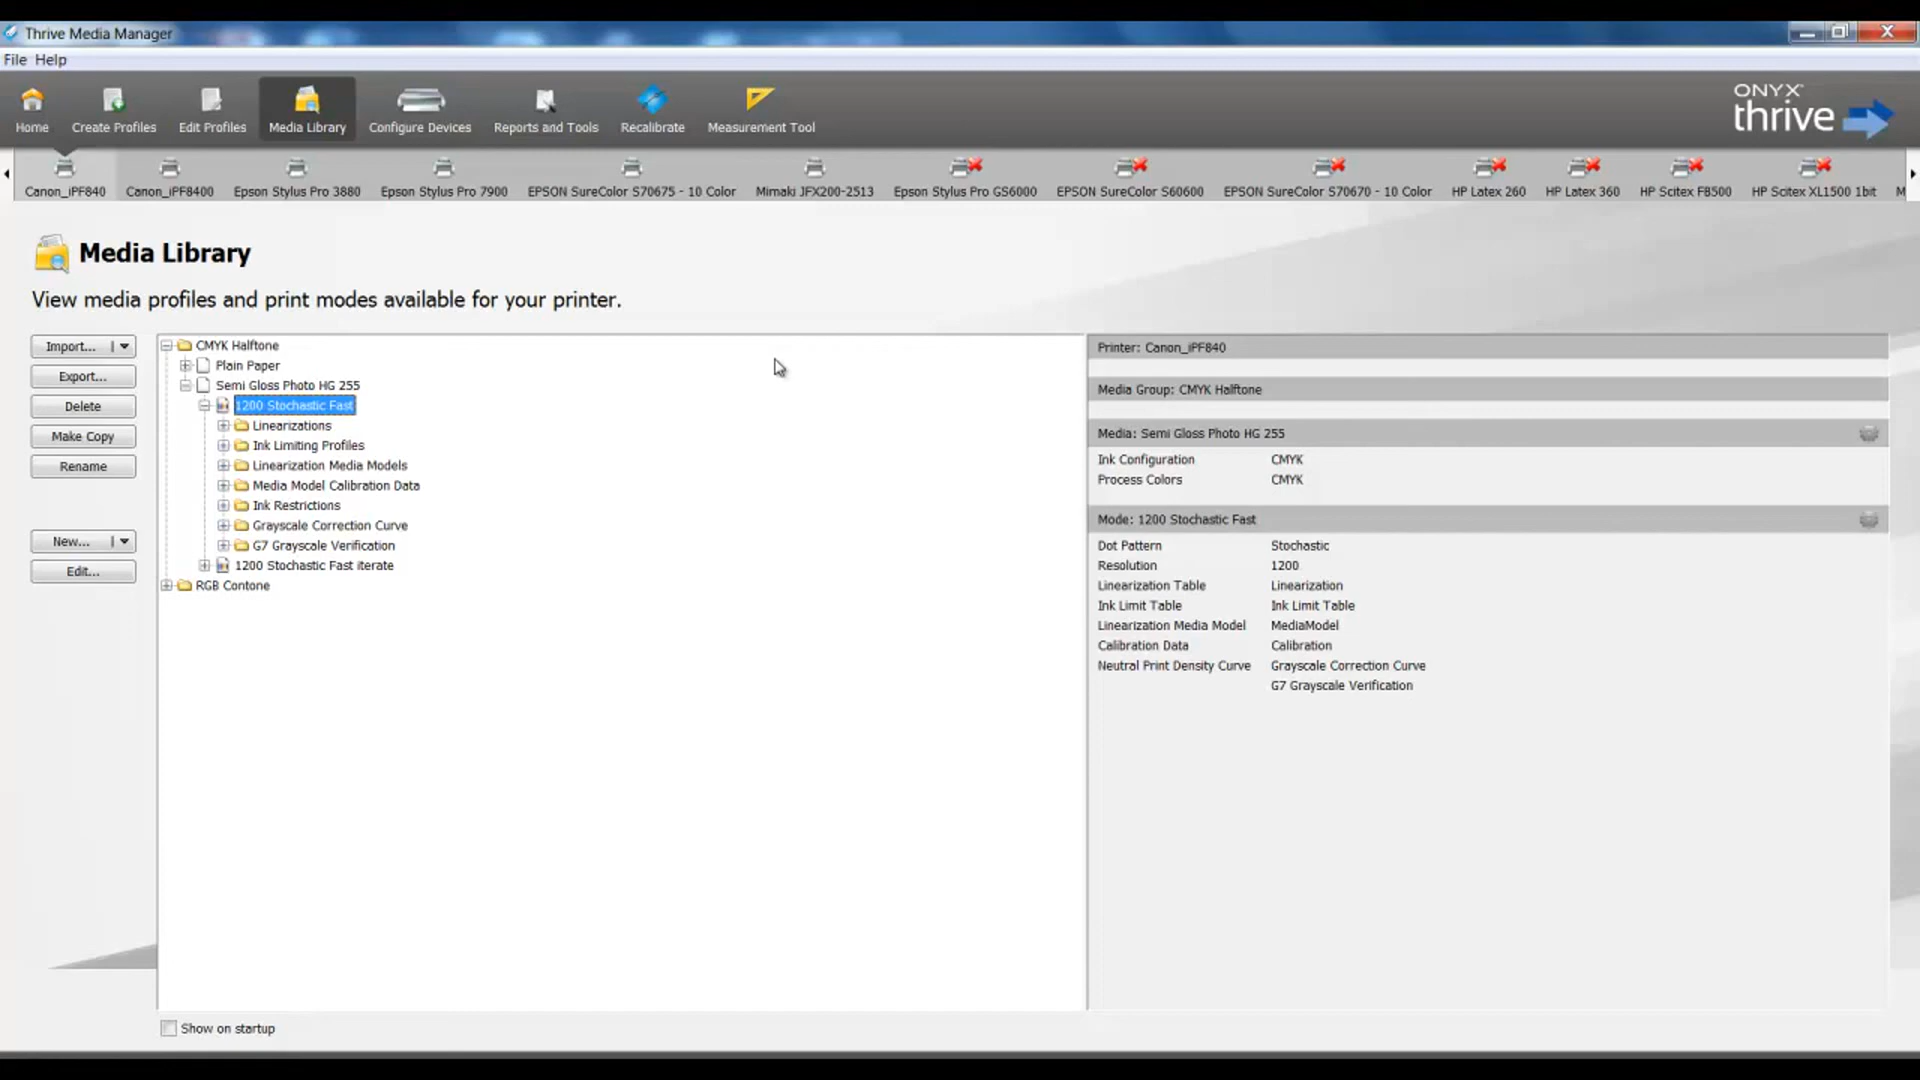 Thrive Media Manager
File Help
Home Create Profiles Edit Profiles Media Library Configure Devices Reports and Tools Recalibrate Measurement Tool
ONYX
thrive
Canon_iPF840 Canon_iPF8400 Epson Stylus Pro 3880 Epson Stylus Pro 7900 EPSON SureColor S70675 - 10 Color Mimaki JFX200-2513 Epson Stylus Pro GS6000 EPSON SureColor S60600 EPSON SureColor S70670 - 10 Color HP Latex 260 HP Latex 360 HP Scitex FB500 HP Scitex XL1500 1bit M
Media Library
View media profiles and print modes available for your printer.
Import...
Export...
Delete
Make Copy
Rename
New...
Edit...
CMYK Halftone
Plain Paper
Semi Gloss Photo HG 255
1200 Stochastic Fast
Linearizations
Ink Limiting Profiles
Linearization Media Models
Media Model Calibration Data
Ink Restrictions
Grayscale Correction Curve
G7 Grayscale Verification
1200 Stochastic Fast iterate
RGB Contone
Printer: Canon_iPF840
Media Group: CMYK Halftone
Media: Semi Gloss Photo HG 255
Ink Configuration CMYK
Process Colors CMYK
Mode: 1200 Stochastic Fast
Dot Pattern Stochastic
Resolution 1200
Linearization Table Linearization
Ink Limit Table Ink Limit Table
Linearization Media Model MediaModel
Calibration Data Calibration
Neutral Print Density Curve Grayscale Correction Curve
G7 Grayscale Verification
Show on startup